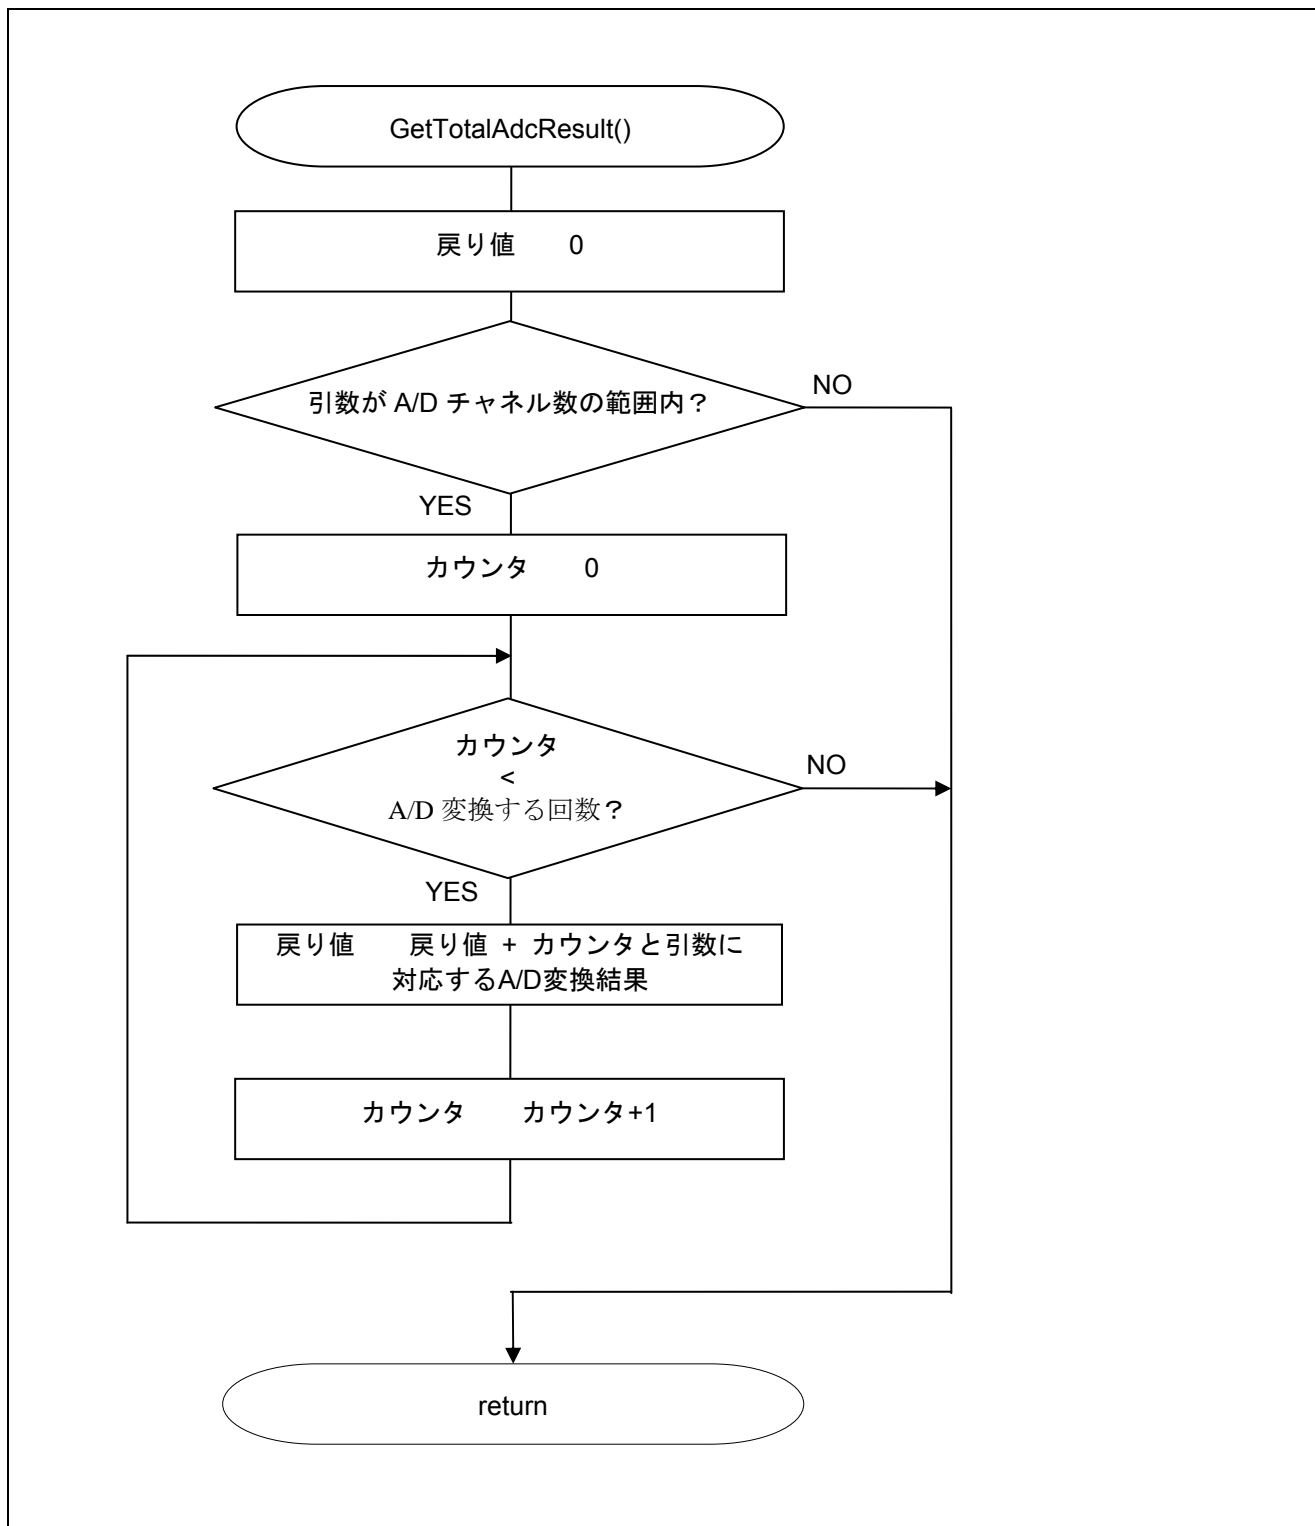 GetTotalAdcResult()
戻り値 0
引数が A/D チャネル数の範囲内？
NO
YES
カウンタ 0
カウンタ
<
A/D 変換する回数？
NO
YES
戻り値 戻り値 + カウンタと引数に
対応するA/D変換結果
カウンタ カウンタ+1
return